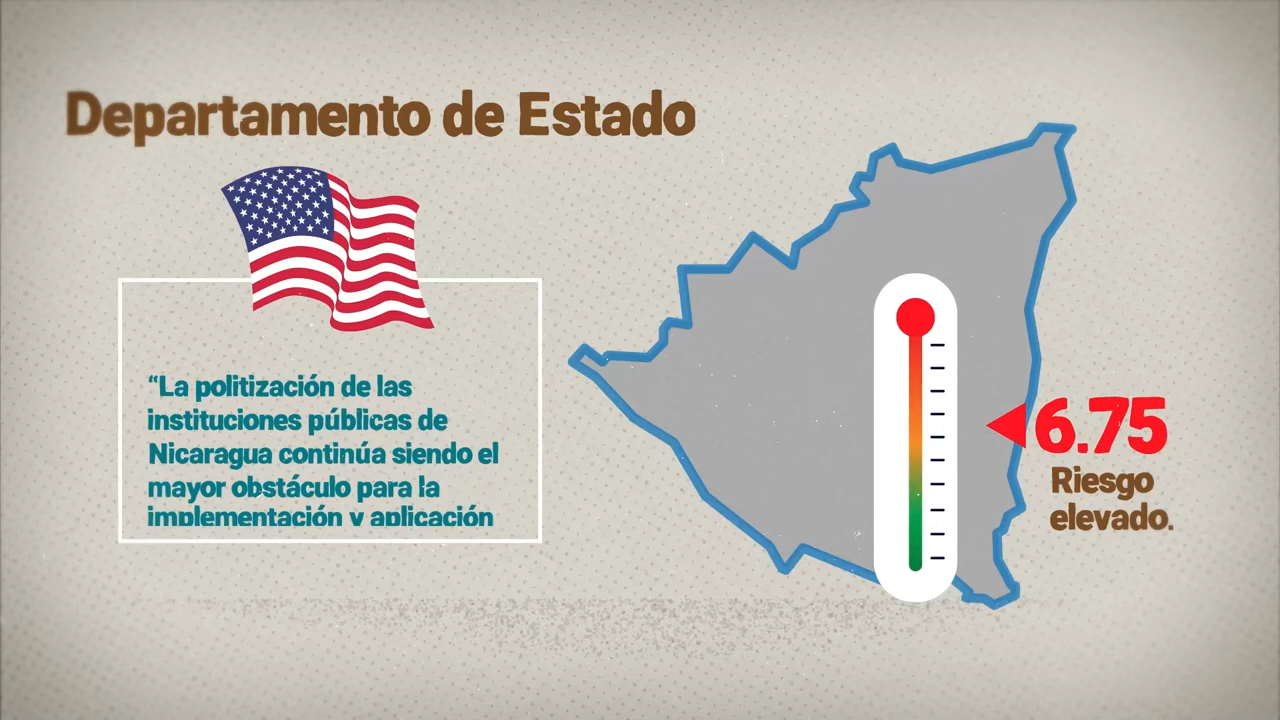 Departamento de Estado
“La politización de las
instituciones públicas de
Nicaragua continúa siendo el
mayor obstáculo para la
implementación y aplicación
6.75
Riesgo
elevado.